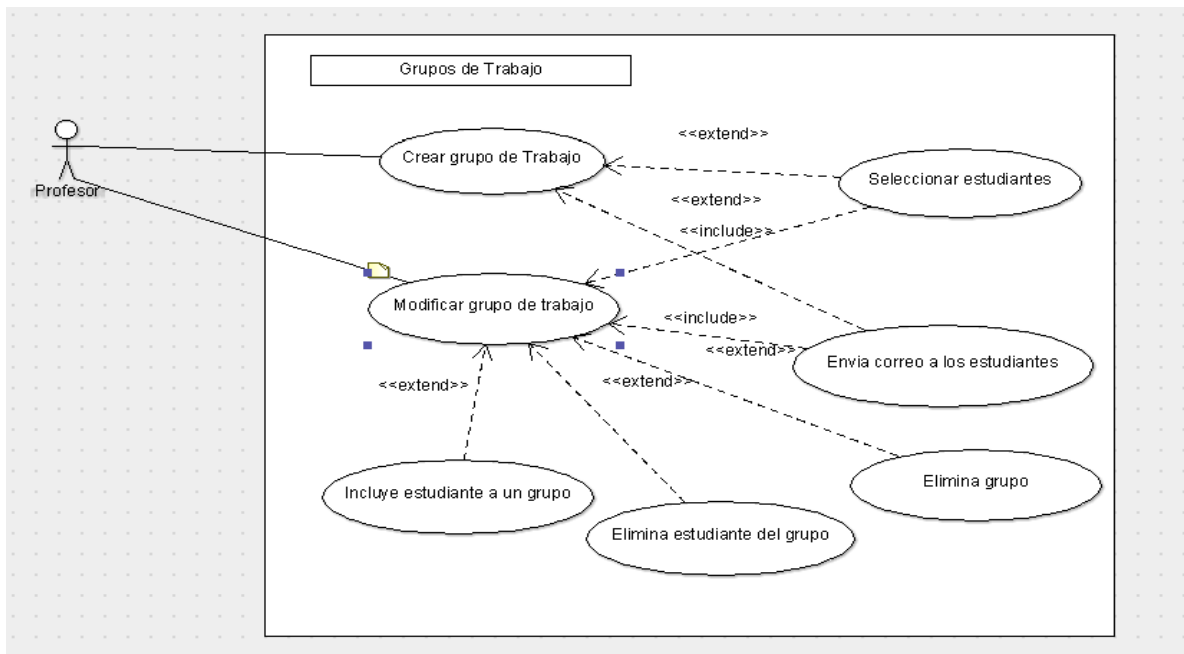 Grupos de Trabajo
<<extend>>
Crear grupo de Trabajo
Seleccionar estudiantes
Profesor
<<extend>>
<<include>>
Modificar grupo de trabajo
<<include>>
<<extend>>
Envia correo a los estudiantes
<<extend>>
<<extend>>
Elimina grupo
Incluye estudiante a un grupo
Elimina estudiante del grupo